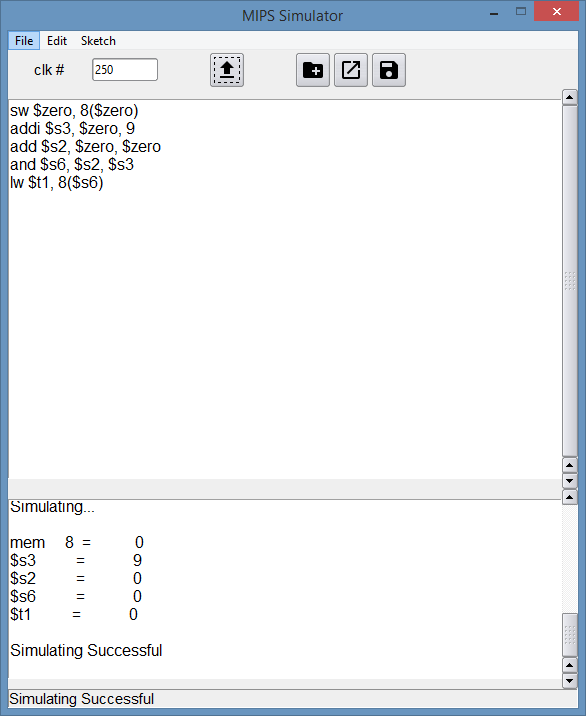 MIPS Simulator
File Edit Sketch
clk # 250
sw $zero, 8($zero)
addi $s3, $zero, 9
add $s2, $zero, $zero
and $s6, $s2, $s3
lw $t1, 8($s6)
Simulating...
mem 8 = 0
$s3 = 9
$s2 = 0
$s6 = 0
$t1 = 0
Simulating Successful
Simulating Successful